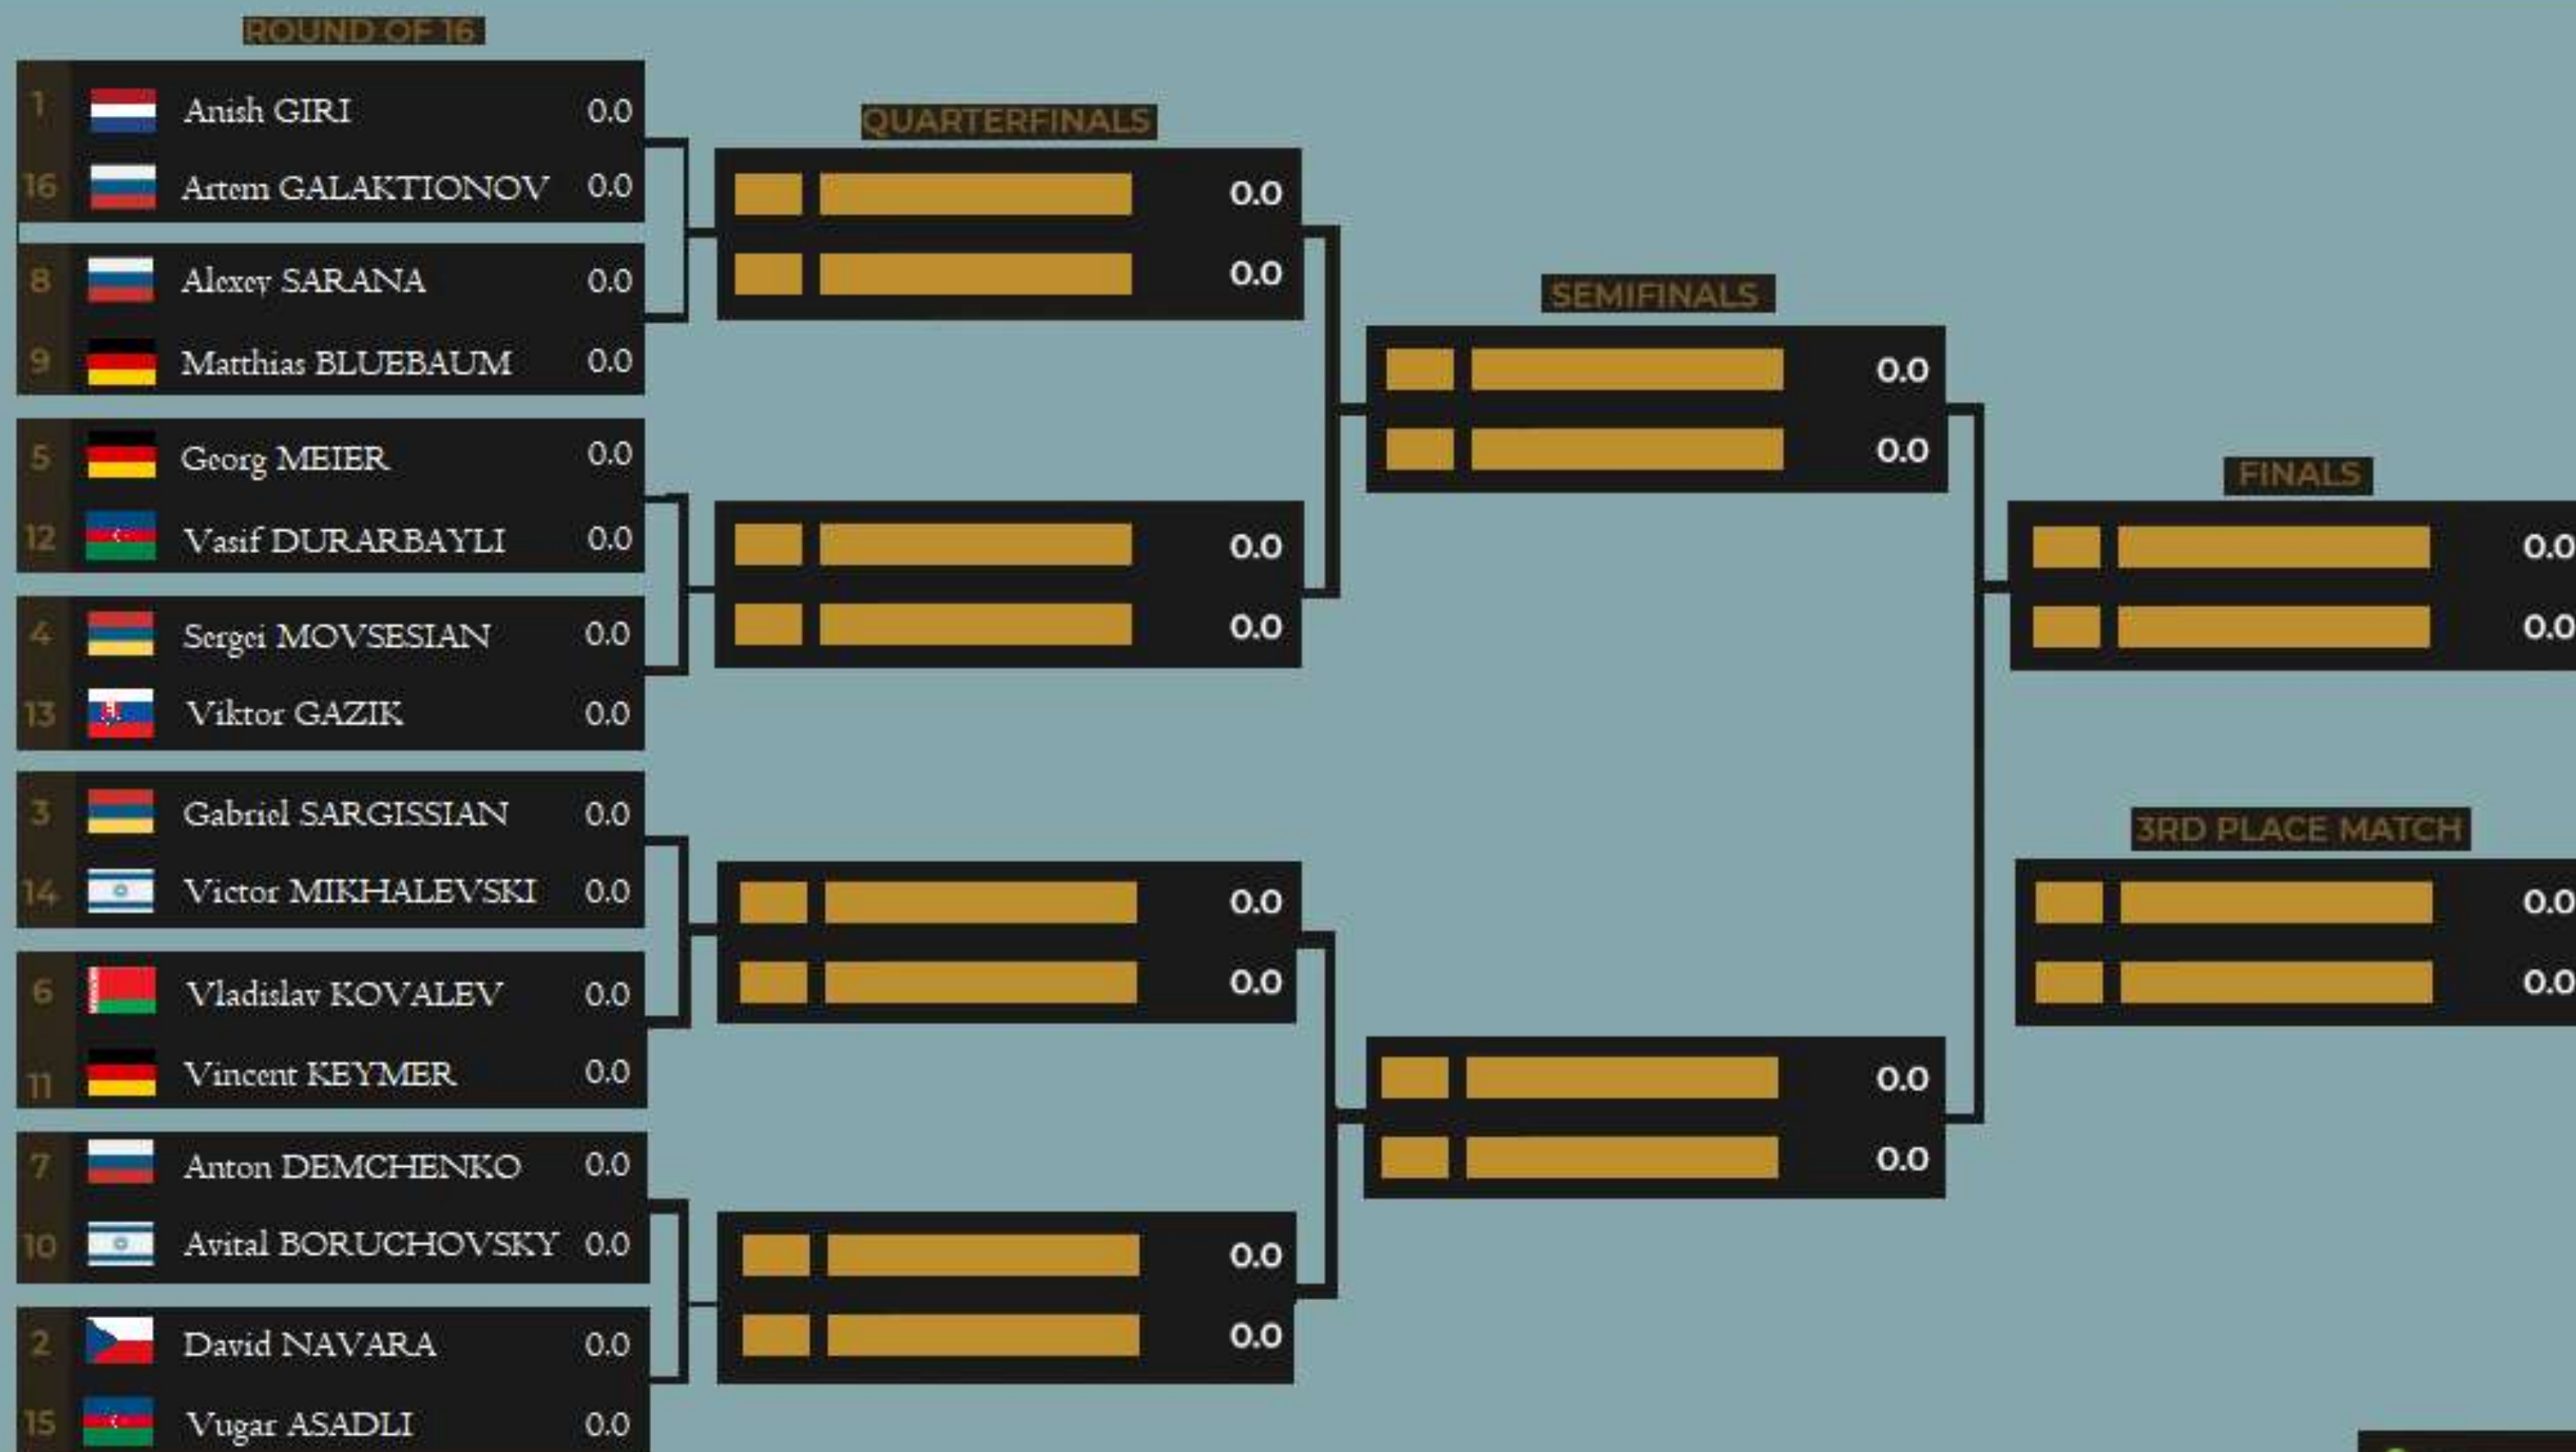 ROUND OF 16
1 Anish GIRI 0.0
16 Artem GALAKTIONOV 0.0
8 Alexey SARANA 0.0
9 Matthias BLUEBAUM 0.0
5 Georg MEIER 0.0
12 Vasif DURARBAYLI 0.0
4 Sergei MOVSESIAN 0.0
13 Viktor GAZIK 0.0
3 Gabriel SARGISSIAN 0.0
14 Victor MIKHALEVSKI 0.0
6 Vladislav KOVALEV 0.0
11 Vincent KEYMER 0.0
7 Anton DEMCHENKO 0.0
10 Avital BORUCHOVSKY 0.0
2 David NAVARA 0.0
15 Vugar ASADLI 0.0
QUARTERFINALS
0.0
0.0
0.0
0.0
0.0
0.0
0.0
0.0
SEMIFINALS
0.0
0.0
0.0
0.0
FINALS
0.0
0.0
3RD PLACE MATCH
0.0
0.0